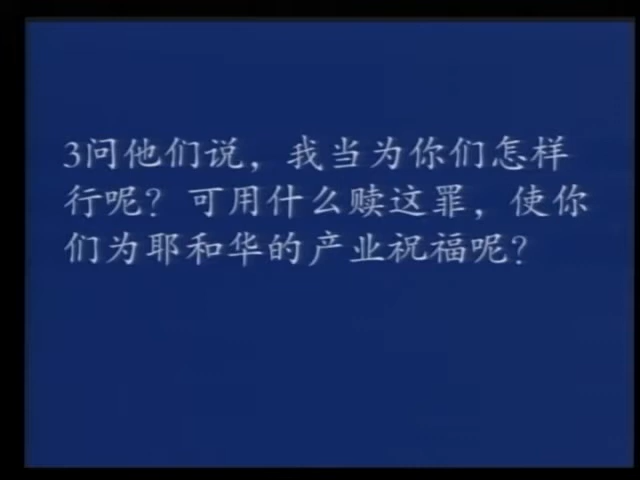 3问他们说，我当为你们怎样
行呢？可用什么赎这罪，使你
们为耶和华的产业祝福呢？